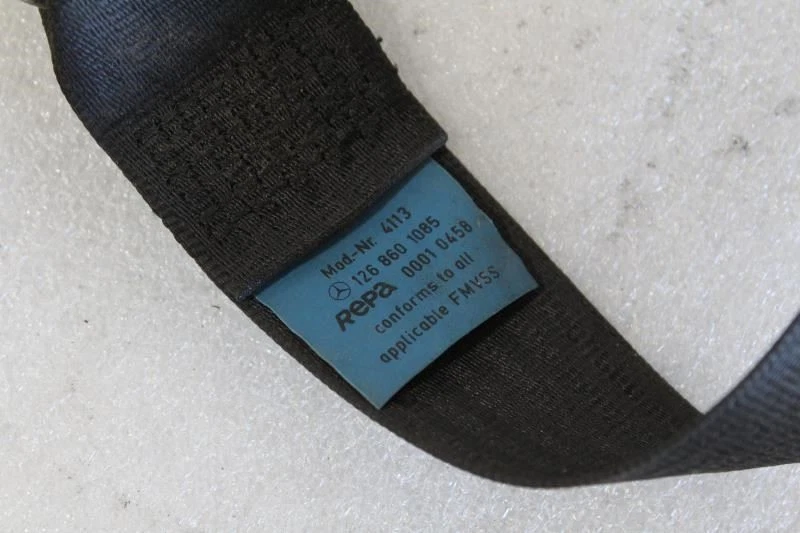 Mod.-Nr. 4113
126 860 1085
Repa 0001 0458
conforms to all
applicable FMVSS